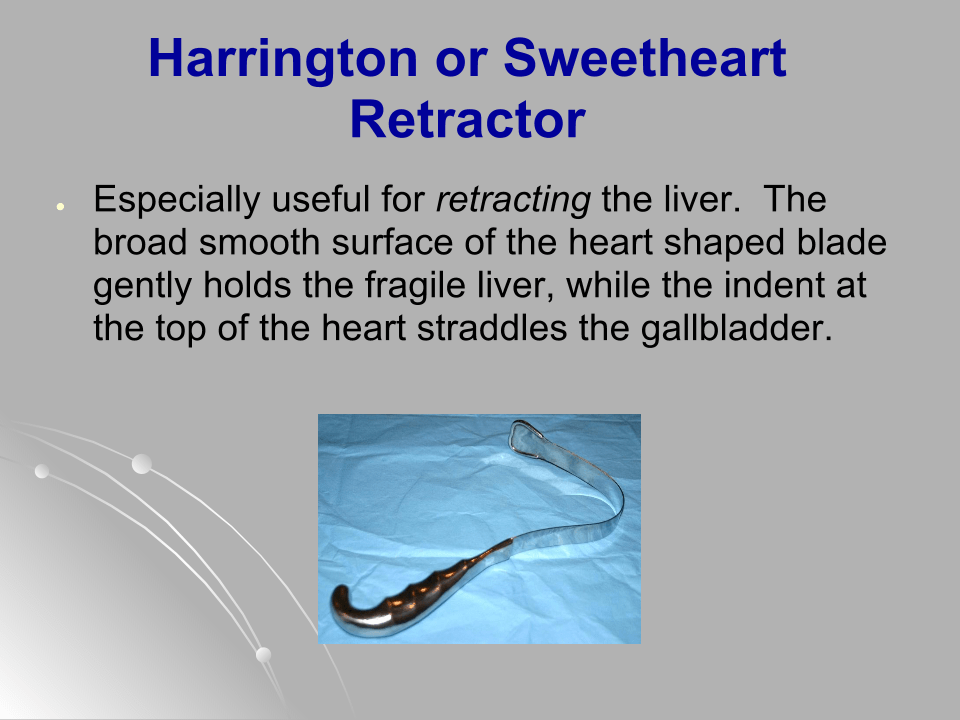 Harrington or Sweetheart
Retractor
● Especially useful for retracting the liver.  The
broad smooth surface of the heart shaped blade
gently holds the fragile liver, while the indent at
the top of the heart straddles the gallbladder.